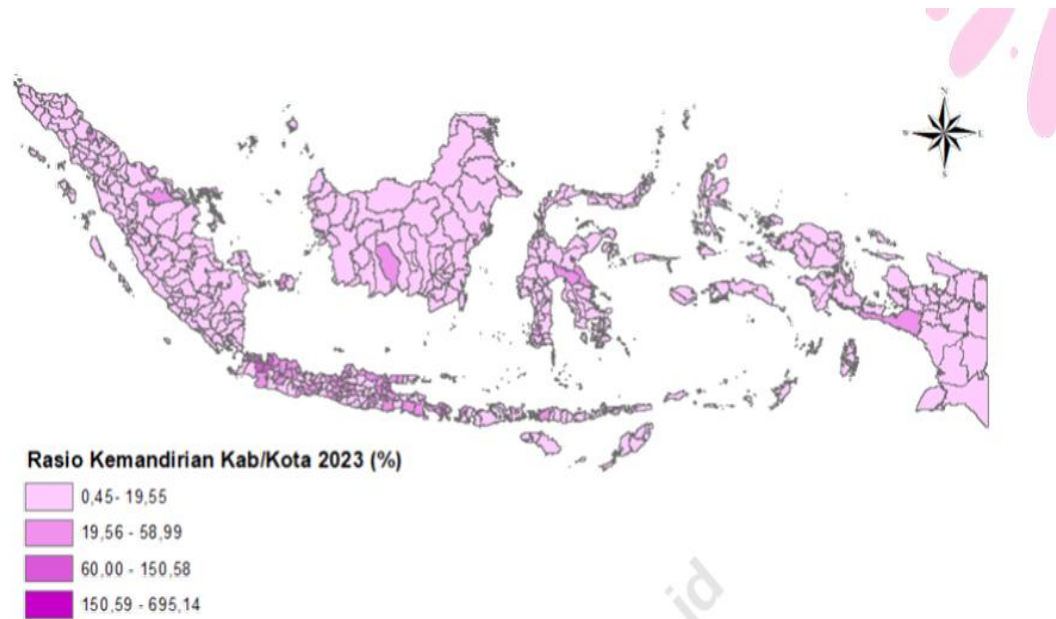 N
E
S
Rasio Kemandirian Kab/Kota 2023 (%)
0,45- 19,55
19,56 - 58,99
60,00 - 150,58
150,59 - 695,14
id